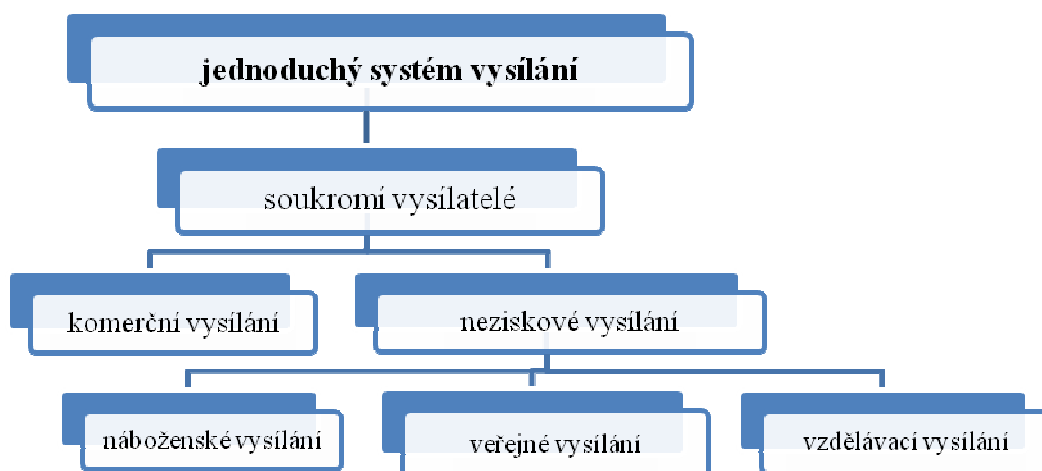 jednoduchý systém vysílání
soukromí vysílatelé
komerční vysílání
neziskové vysílání
náboženské vysílání
veřejné vysílání
vzdělávací vysílání